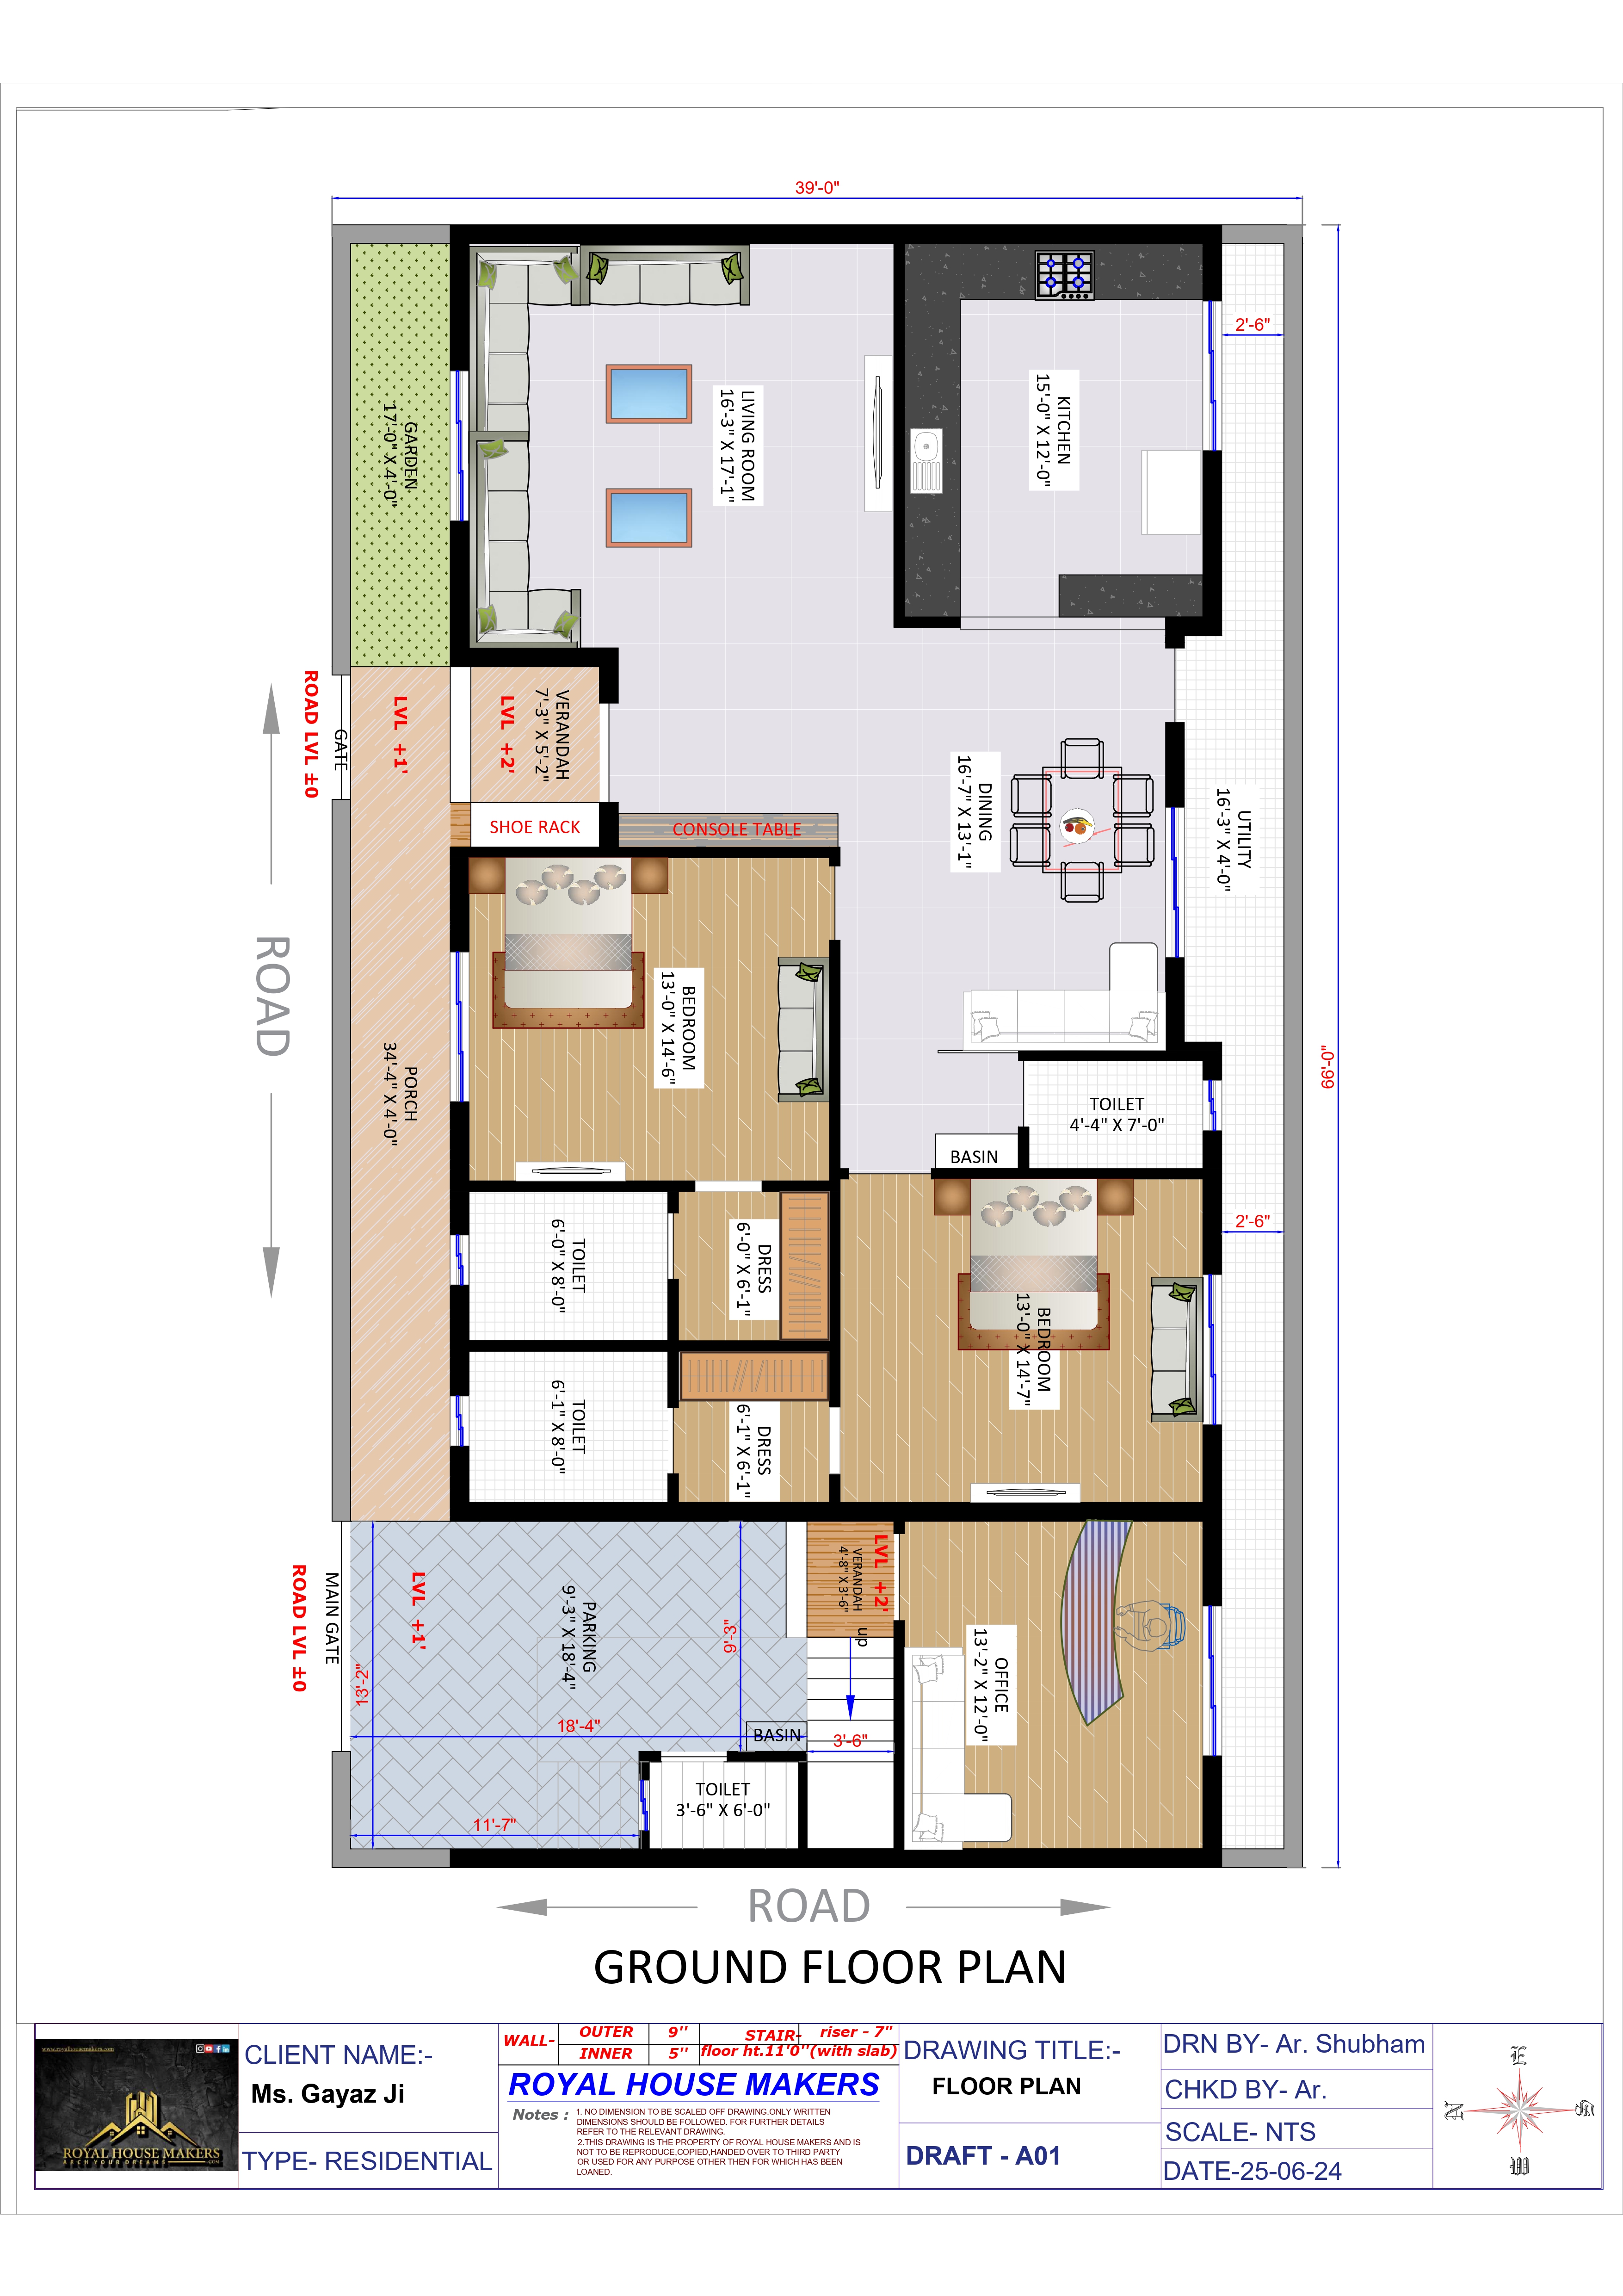 39'-0"
2'-6"
LIVING ROOM
16'-3" X 17'-1"
KITCHEN
15'-0" X 12'-0"
GARDEN
17'-0" X 4'-0"
ROAD LVL ±0
GATE
LVL +1'
LVL +2'
VERANDAH
7'-3" X 5'-2"
SHOE RACK
CONSOLE TABLE
DINING
16'-7" X 13'-1"
UTILITY
16'-3" X 4'-0"
ROAD
PORCH
34'-4" X 4'-0"
BEDROOM
13'-0" X 14'-6"
66'-0"
TOILET
4'-4" X 7'-0"
BASIN
TOILET
6'-0" X 8'-0"
DRESS
6'-0" X 6'-1"
2'-6"
BEDROOM
13'-0" X 14'-7"
TOILET
6'-1" X 8'-0"
DRESS
6'-1" X 6'-1"
ROAD LVL ±0
MAIN GATE
LVL +1'
13'-2"
PARKING
9'-3" X 18'-4"
9'-3"
LVL +2'
VERANDAH
4'-8" X 3'-6"
up
OFFICE
13'-2" X 12'-0"
18'-4"
BASIN
3'-6"
TOILET
3'-6" X 6'-0"
11'-7"
ROAD
GROUND FLOOR PLAN
www.royalhousemakers.com
ROYAL HOUSE MAKERS
.COM
ARCH YOUR DREAMS
CLIENT NAME:-
Ms. Gayaz Ji
TYPE- RESIDENTIAL
WALL-
OUTER 9''
INNER 5''
STAIR- riser - 7"
floor ht.11'0''(with slab)
ROYAL HOUSE MAKERS
Notes :
1. NO DIMENSION TO BE SCALED OFF DRAWING.ONLY WRITTEN
DIMENSIONS SHOULD BE FOLLOWED. FOR FURTHER DETAILS
REFER TO THE RELEVANT DRAWING.
2.THIS DRAWING IS THE PROPERTY OF ROYAL HOUSE MAKERS AND IS
NOT TO BE REPRODUCE,COPIED,HANDED OVER TO THIRD PARTY
OR USED FOR ANY PURPOSE OTHER THEN FOR WHICH HAS BEEN
LOANED.
DRAWING TITLE:-
FLOOR PLAN
DRAFT - A01
DRN BY- Ar. Shubham
CHKD BY- Ar.
SCALE- NTS
DATE-25-06-24
E
N
S
W